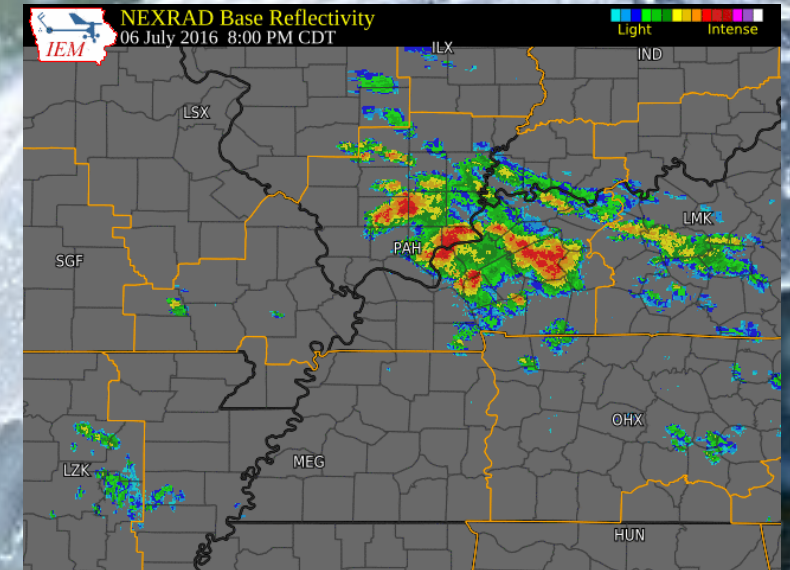 IEM
NEXRAD Base Reflectivity
06 July 2016 8:00 PM CDT
Light
Intense
ILX
IND
LSX
LMK
PAH
SGF
OHX
MEG
LZK
HUN